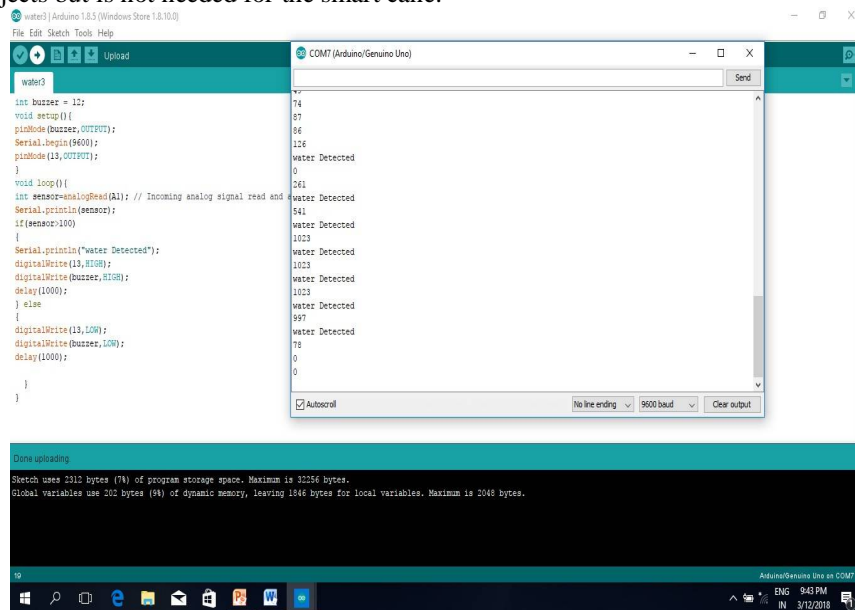 jects but is not needed for the smart cane.
water3 | Arduino 1.8.5 (Windows Store 1.8.10.0)
File Edit Sketch Tools Help
Upload
water3
int buzzer = 12;
void setup(){
pinMode(buzzer,OUTPUT);
Serial.begin(9600);
pinMode(13,OUTPUT);
}
void loop(){
int sensor=analogRead(A1); // Incoming analog signal read and
Serial.println(sensor);
if(sensor>100)
{
Serial.println("water Detected");
digitalWrite(13,HIGH);
digitalWrite(buzzer,HIGH);
delay(1000);
} else
{
digitalWrite(13,LOW);
digitalWrite(buzzer,LOW);
delay(1000);
}
}
COM7 (Arduino/Genuino Uno)
Send
74
87
86
126
water Detected
0
261
water Detected
541
water Detected
1023
water Detected
1023
water Detected
1023
water Detected
997
water Detected
78
0
0
Autoscroll
No line ending
9600 baud
Clear output
Done uploading.
Sketch uses 2312 bytes (7%) of program storage space. Maximum is 32256 bytes.
Global variables use 202 bytes (9%) of dynamic memory, leaving 1846 bytes for local variables. Maximum is 2048 bytes.
19
Arduino/Genuino Uno on COM7
ENG
9:43 PM
IN
3/12/2018